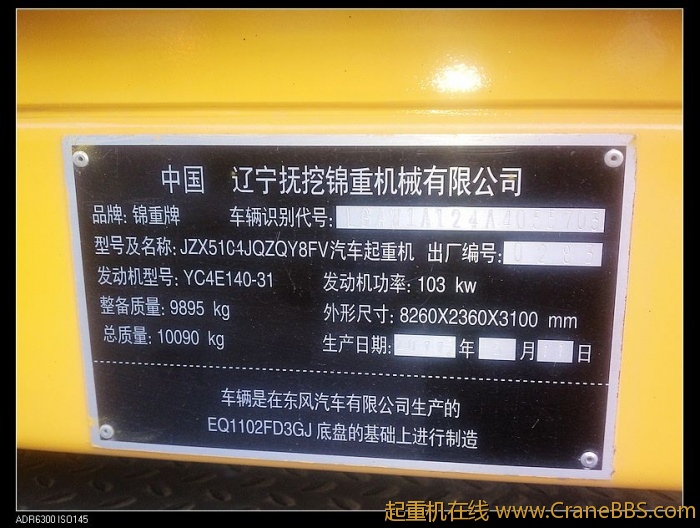 中国 辽宁抚挖锦重机械有限公司
品牌: 锦重牌 车辆识别代号:
型号及名称: JZX5104JQZQY8FV汽车起重机 出厂编号: 0285
发动机型号: YC4E140-31 发动机功率: 103 kw
整备质量: 9895 kg 外形尺寸: 8260X2360X3100 mm
总质量: 10090 kg 生产日期: 年 月 日
车辆是在东风汽车有限公司生产的
EQ1102FD3GJ 底盘的基础上进行制造
ADR6300 ISO145
起重机在线 www.CraneBBS.com